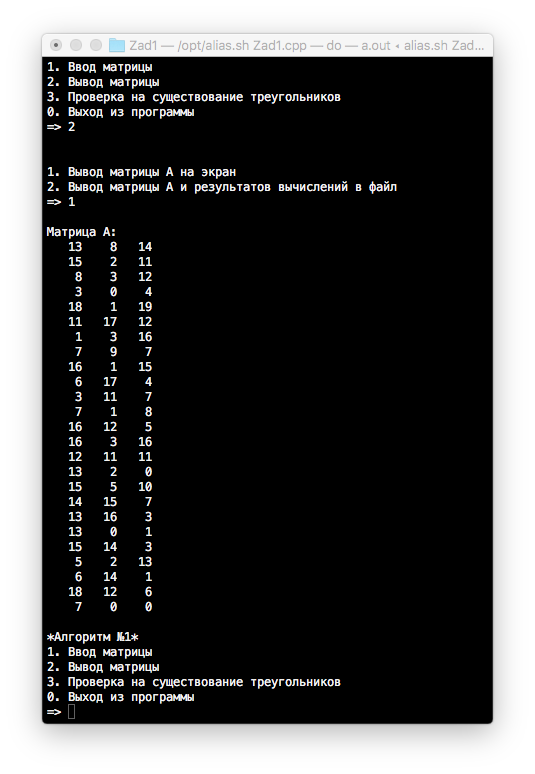 Zad1 — /opt/alias.sh Zad1.cpp — do — a.out ◂ alias.sh Zad...
1. Ввод матрицы
2. Вывод матрицы
3. Проверка на существование треугольников
0. Выход из программы
=> 2
1. Вывод матрицы А на экран
2. Вывод матрицы А и результатов вычислений в файл
=> 1
Матрица А:
13 8 14
15 2 11
8 3 12
3 0 4
18 1 19
11 17 12
1 3 16
7 9 7
16 1 15
6 17 4
3 11 7
7 1 8
16 12 5
16 3 16
12 11 11
13 2 0
15 5 10
14 15 7
13 16 3
13 0 1
15 14 3
5 2 13
6 14 1
18 12 6
7 0 0
*Алгоритм №1*
1. Ввод матрицы
2. Вывод матрицы
3. Проверка на существование треугольников
0. Выход из программы
=>